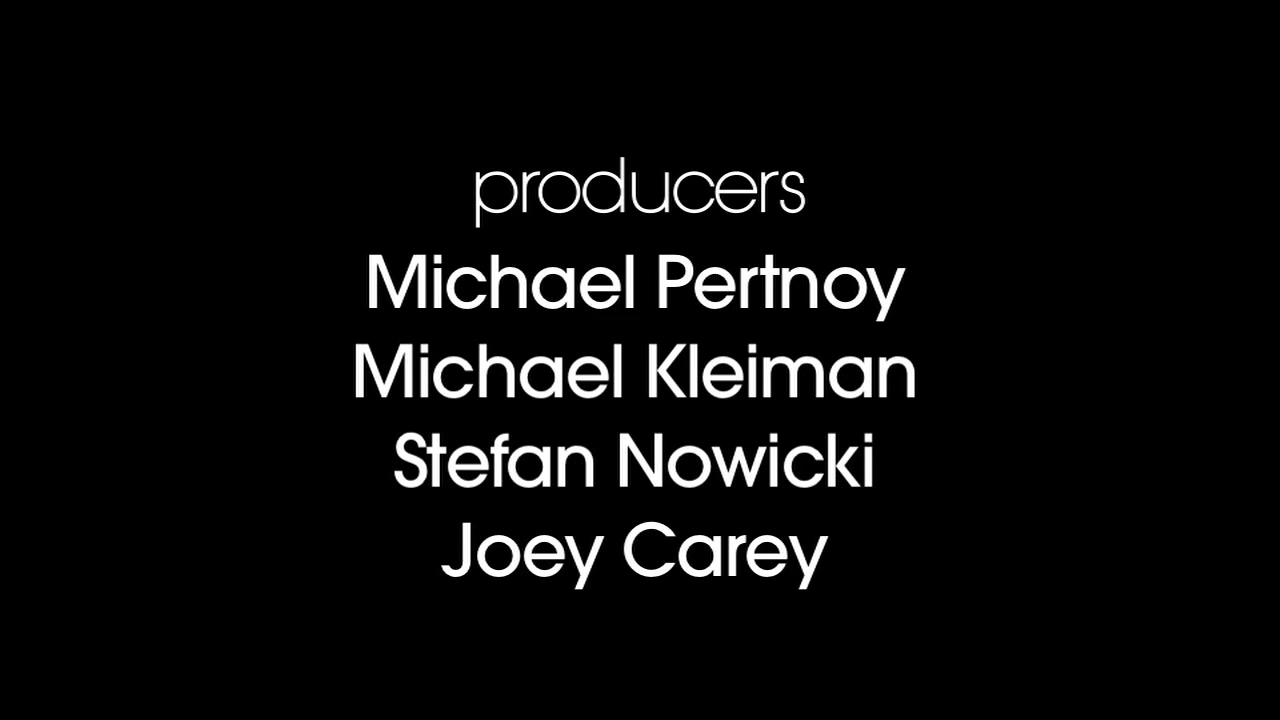 producers
Michael Pertnoy
Michael Kleiman
Stefan Nowicki
Joey Carey